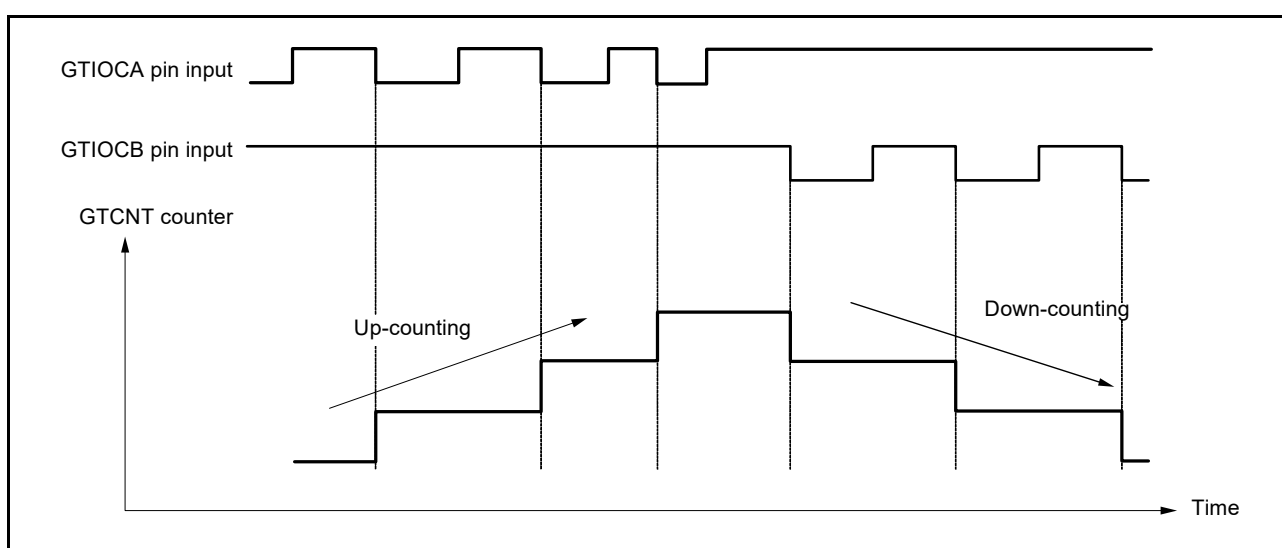 GTIOCA pin input
GTIOCB pin input
GTCNT counter
Up-counting
Down-counting
Time